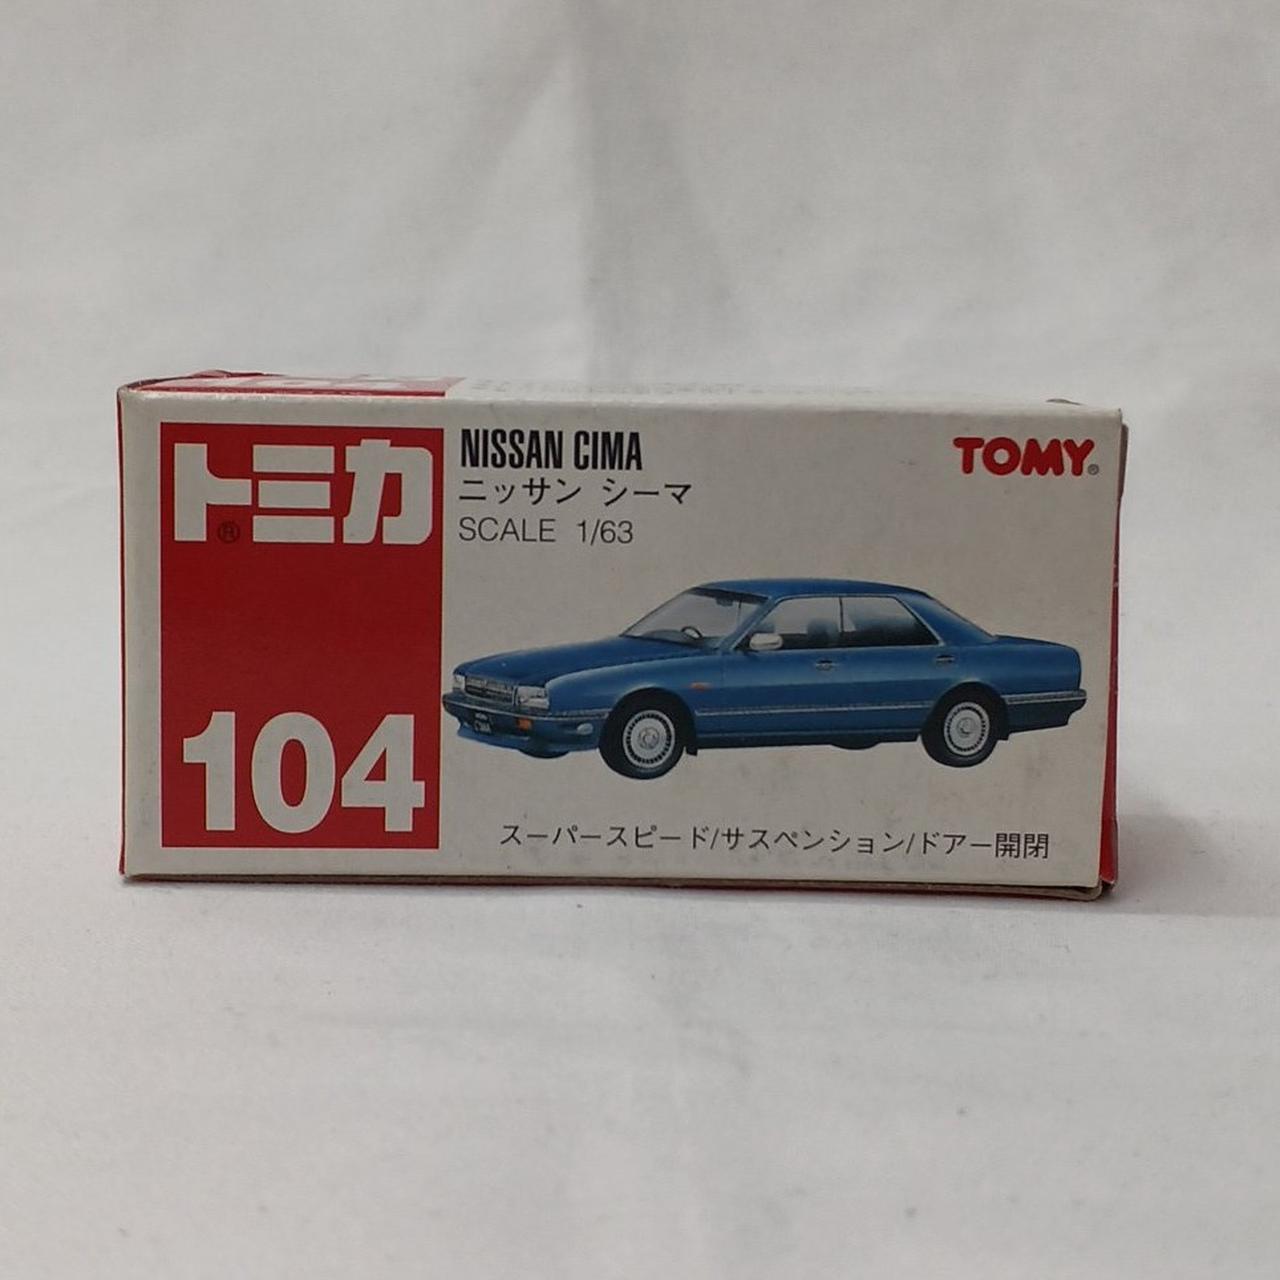 トミカ
®
104
NISSAN CIMA
ニッサン シーマ
SCALE 1/63
TOMY®
スーパースピード/サスペンション/ドアー開閉